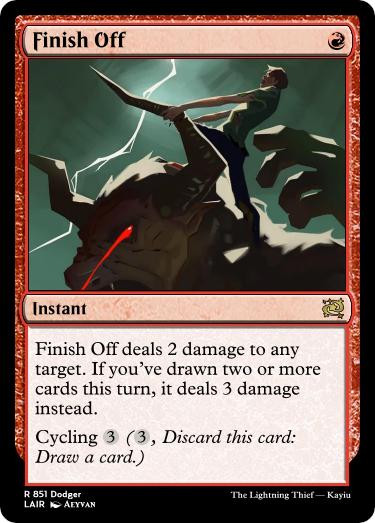 Finish Off
Instant
Finish Off deals 2 damage to any
target. If you've drawn two or more
cards this turn, it deals 3 damage
instead.
Cycling 3 (3, Discard this card:
Draw a card.)
R 851 Dodger
LAIR AEYVAN
The Lightning Thief — Kayiu